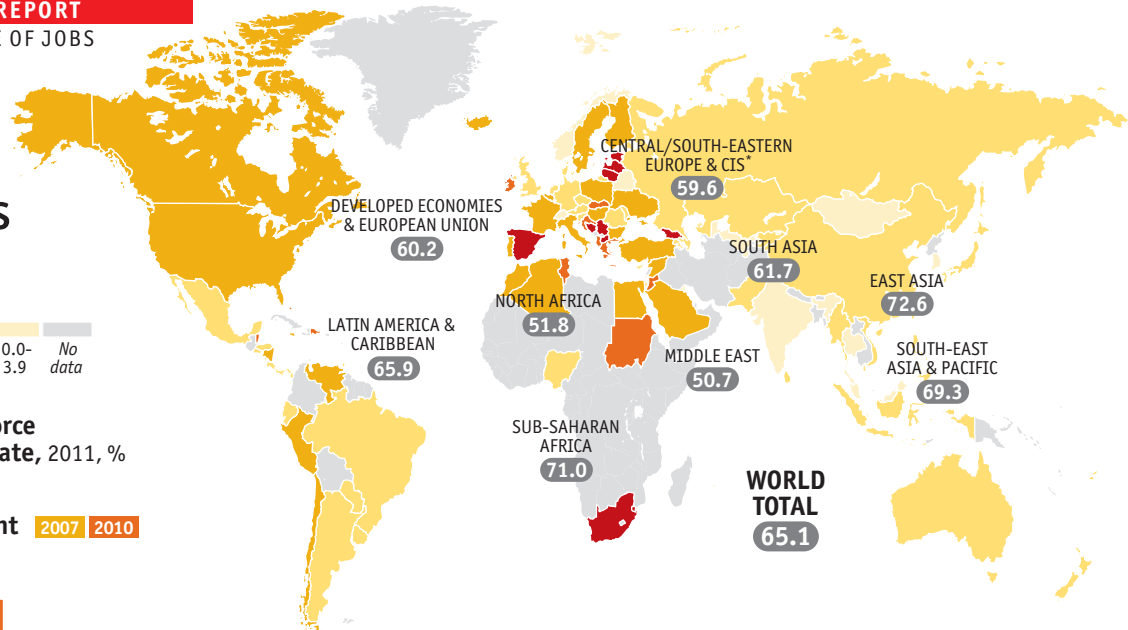 REPORT
OF JOBS
S
0.0-
3.9
No
data
rce
ate, 2011, %
nt 2007 2010
DEVELOPED ECONOMIES
& EUROPEAN UNION
60.2
CENTRAL/SOUTH-EASTERN
EUROPE & CIS*
59.6
SOUTH ASIA
61.7
EAST ASIA
72.6
NORTH AFRICA
51.8
LATIN AMERICA &
CARIBBEAN
65.9
MIDDLE EAST
50.7
SOUTH-EAST
ASIA & PACIFIC
69.3
SUB-SAHARAN
AFRICA
71.0
WORLD
TOTAL
65.1